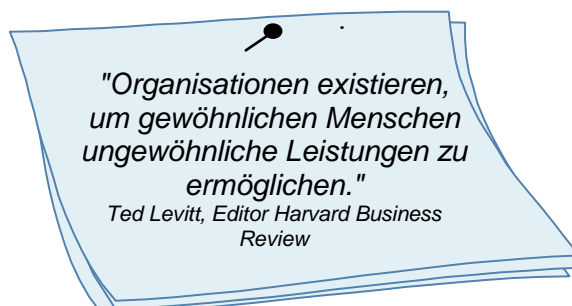 "Organisationen existieren,
um gewöhnlichen Menschen
ungewöhnliche Leistungen zu
ermöglichen."
Ted Levitt, Editor Harvard Business
Review